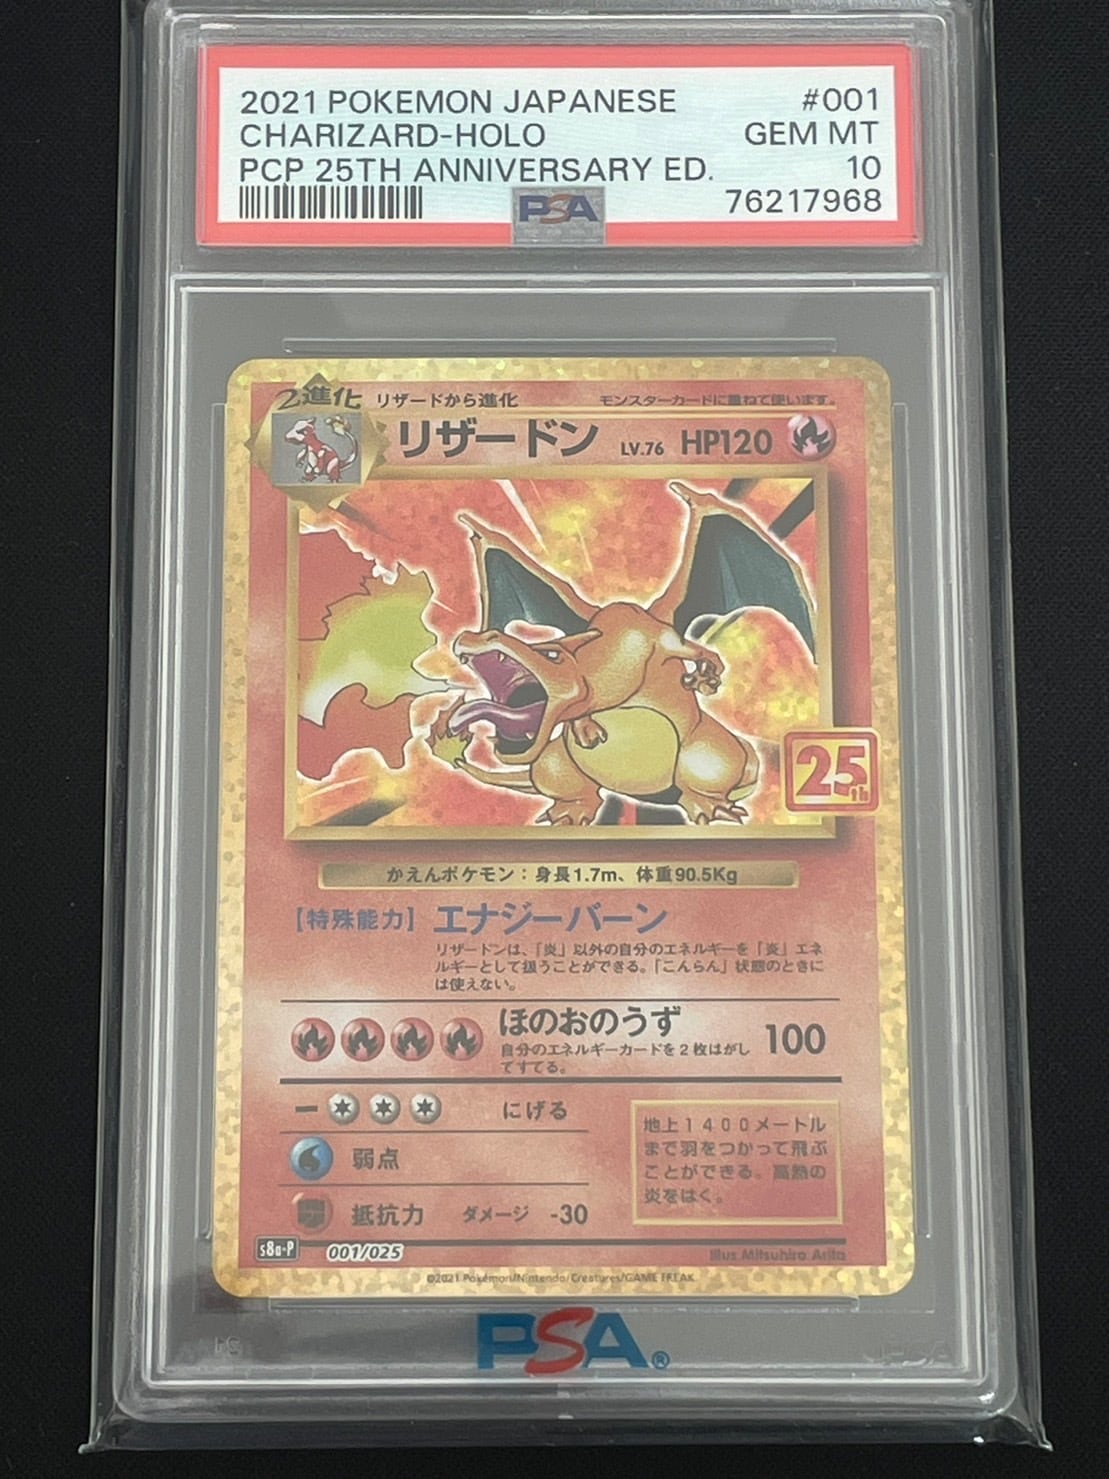 2021 POKEMON JAPANESE #001
CHARIZARD-HOLO GEM MT
PCP 25TH ANNIVERSARY ED. 10
PSA 76217968
2進化 リザードから進化 モンスターカードに重ねて使います。
リザードン LV.76 HP120
25th
かえんポケモン：身長1.7m、体重90.5Kg
【特殊能力】 エナジーバーン
リザードンは、「炎」以外の自分のエネルギーを「炎」エネ
ルギーとして扱うことができる。「こんらん」状態のときに
は使えない。
ほのおのうず 100
自分のエネルギーカードを2枚はがし
てすてる。
にげる
弱点
抵抗力 ダメージ -30
地上1400メートル
まで羽をつかって飛ぶ
ことができる。高熱の
炎をはく。
s8a-P 001/025 Illus.Mitsuhiro Arita
©2021 Pokémon/Nintendo/Creatures/GAME FREAK
PSA®